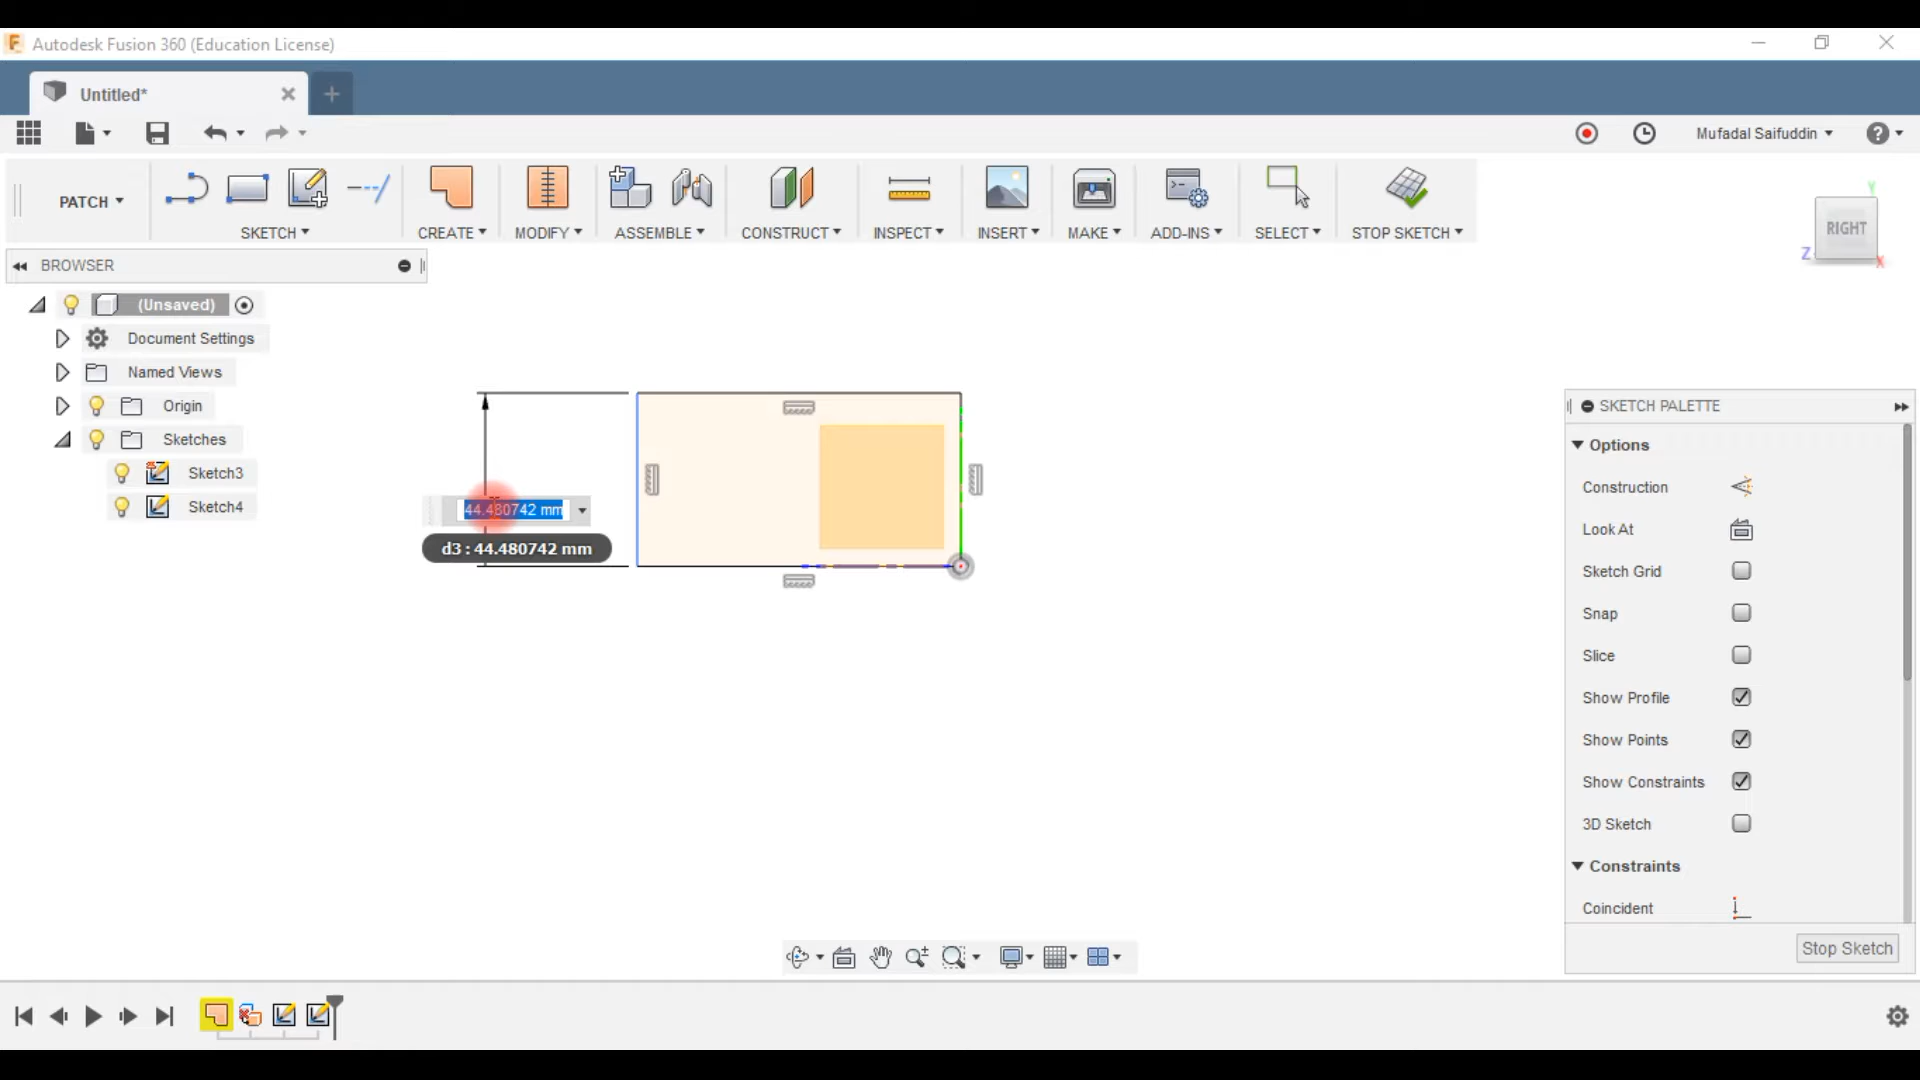 Autodesk Fusion 360 (Education License)
Untitled*
Mufadal Saifuddin
PATCH
SKETCH
CREATE
MODIFY
ASSEMBLE
CONSTRUCT
INSPECT
INSERT
MAKE
ADD-INS
SELECT
STOP SKETCH
Y
RIGHT
Z
X
BROWSER
(Unsaved)
Document Settings
Named Views
Origin
Sketches
Sketch3
Sketch4
44.480742 mm
d3 : 44.480742 mm
SKETCH PALETTE
Options
Construction
Look At
Sketch Grid
Snap
Slice
Show Profile
Show Points
Show Constraints
3D Sketch
Constraints
Coincident
Stop Sketch